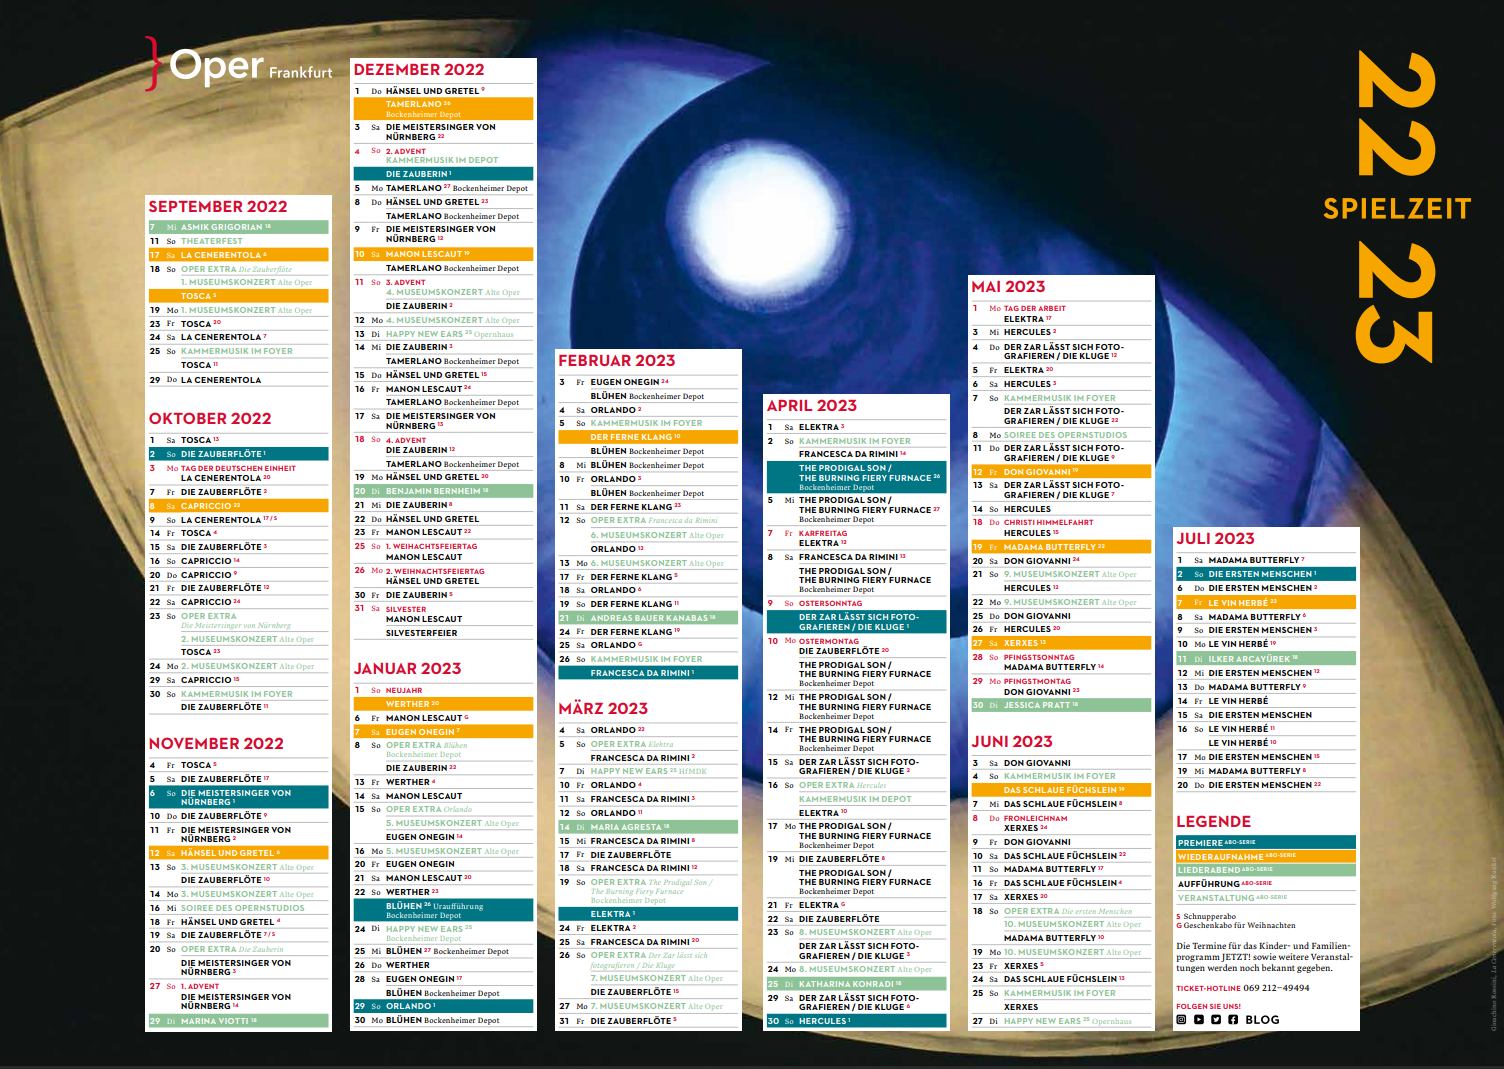 } Oper Frankfurt
22
SPIELZEIT
23
SEPTEMBER 2022
7 Mi ASMIK GRIGORIAN 18
11 So THEATERFEST
17 Sa LA CENERENTOLA 6
18 So OPER EXTRA Die Zauberflöte
1. MUSEUMSKONZERT Alte Oper
TOSCA 5
19 Mo 1. MUSEUMSKONZERT Alte Oper
23 Fr TOSCA 20
24 Sa LA CENERENTOLA 7
25 So KAMMERMUSIK IM FOYER
TOSCA 11
29 Do LA CENERENTOLA
OKTOBER 2022
1 Sa TOSCA 13
2 So DIE ZAUBERFLÖTE 1
3 Mo TAG DER DEUTSCHEN EINHEIT
LA CENERENTOLA 20
7 Fr DIE ZAUBERFLÖTE 2
8 Sa CAPRICCIO 22
9 So LA CENERENTOLA 17 / S
14 Fr TOSCA 4
15 Sa DIE ZAUBERFLÖTE 3
16 So CAPRICCIO 14
20 Do CAPRICCIO 9
21 Fr DIE ZAUBERFLÖTE 12
22 Sa CAPRICCIO 24
23 So OPER EXTRA
Die Meistersinger von Nürnberg
2. MUSEUMSKONZERT Alte Oper
TOSCA 23
24 Mo 2. MUSEUMSKONZERT Alte Oper
29 Sa CAPRICCIO 15
30 So KAMMERMUSIK IM FOYER
DIE ZAUBERFLÖTE 11
NOVEMBER 2022
4 Fr TOSCA 5
5 Sa DIE ZAUBERFLÖTE 17
6 So DIE MEISTERSINGER VON
NÜRNBERG 1
10 Do DIE ZAUBERFLÖTE 9
11 Fr DIE MEISTERSINGER VON
NÜRNBERG 2
12 Sa HÄNSEL UND GRETEL 6
13 So 3. MUSEUMSKONZERT Alte Oper
DIE ZAUBERFLÖTE 10
14 Mo 3. MUSEUMSKONZERT Alte Oper
16 Mi SOIREE DES OPERNSTUDIOS
18 Fr HÄNSEL UND GRETEL 4
19 Sa DIE ZAUBERFLÖTE 7 / S
20 So OPER EXTRA Die Zauberin
DIE MEISTERSINGER VON
NÜRNBERG 3
27 So 1. ADVENT
DIE MEISTERSINGER VON
NÜRNBERG 14
29 Di MARINA VIOTTI 18
DEZEMBER 2022
1 Do HÄNSEL UND GRETEL 9
TAMERLANO 26
Bockenheimer Depot
3 Sa DIE MEISTERSINGER VON
NÜRNBERG 22
4 So 2. ADVENT
KAMMERMUSIK IM DEPOT
DIE ZAUBERIN 1
5 Mo TAMERLANO 27 Bockenheimer Depot
8 Do HÄNSEL UND GRETEL 23
TAMERLANO Bockenheimer Depot
9 Fr DIE MEISTERSINGER VON
NÜRNBERG 12
10 Sa MANON LESCAUT 19
TAMERLANO Bockenheimer Depot
11 So 3. ADVENT
4. MUSEUMSKONZERT Alte Oper
DIE ZAUBERIN 2
12 Mo 4. MUSEUMSKONZERT Alte Oper
13 Di HAPPY NEW EARS 25 Opernhaus
14 Mi DIE ZAUBERIN 3
TAMERLANO Bockenheimer Depot
15 Do HÄNSEL UND GRETEL 15
16 Fr MANON LESCAUT 24
TAMERLANO Bockenheimer Depot
17 Sa DIE MEISTERSINGER VON
NÜRNBERG 13
18 So 4. ADVENT
DIE ZAUBERIN 12
TAMERLANO Bockenheimer Depot
19 Mo HÄNSEL UND GRETEL 20
20 Di BENJAMIN BERNHEIM 18
21 Mi DIE ZAUBERIN 8
22 Do HÄNSEL UND GRETEL
23 Fr MANON LESCAUT 22
25 So 1. WEIHACHTSFEIERTAG
MANON LESCAUT
26 Mo 2. WEIHNACHTSFEIERTAG
HÄNSEL UND GRETEL
30 Fr DIE ZAUBERIN 5
31 Sa SILVESTER
MANON LESCAUT
SILVESTERFEIER
JANUAR 2023
1 So NEUJAHR
WERTHER 20
6 Fr MANON LESCAUT G
7 Sa EUGEN ONEGIN 7
8 So OPER EXTRA Blühen
Bockenheimer Depot
DIE ZAUBERIN 22
13 Fr WERTHER 4
14 Sa MANON LESCAUT
15 So OPER EXTRA Orlando
5. MUSEUMSKONZERT Alte Oper
EUGEN ONEGIN 14
16 Mo 5. MUSEUMSKONZERT Alte Oper
20 Fr EUGEN ONEGIN
21 Sa MANON LESCAUT 20
22 So WERTHER 23
BLÜHEN 26 Uraufführung
Bockenheimer Depot
24 Di HAPPY NEW EARS 25
Bockenheimer Depot
25 Mi BLÜHEN 27 Bockenheimer Depot
26 Do WERTHER
28 Sa EUGEN ONEGIN 17
BLÜHEN Bockenheimer Depot
29 So ORLANDO 1
30 Mo BLÜHEN Bockenheimer Depot
FEBRUAR 2023
3 Fr EUGEN ONEGIN 24
BLÜHEN Bockenheimer Depot
4 Sa ORLANDO 2
5 So KAMMERMUSIK IM FOYER
DER FERNE KLANG 10
BLÜHEN Bockenheimer Depot
8 Mi BLÜHEN Bockenheimer Depot
10 Fr ORLANDO 3
BLÜHEN Bockenheimer Depot
11 Sa DER FERNE KLANG 23
12 So OPER EXTRA Francesca da Rimini
6. MUSEUMSKONZERT Alte Oper
ORLANDO 12
13 Mo 6. MUSEUMSKONZERT Alte Oper
17 Fr DER FERNE KLANG 5
18 Sa ORLANDO 6
19 So DER FERNE KLANG 11
21 Di ANDREAS BAUER KANABAS 18
24 Fr DER FERNE KLANG 19
25 Sa ORLANDO G
26 So KAMMERMUSIK IM FOYER
FRANCESCA DA RIMINI 1
MÄRZ 2023
4 Sa ORLANDO 22
5 So OPER EXTRA Elektra
FRANCESCA DA RIMINI 2
7 Di HAPPY NEW EARS 25 HfMDK
10 Fr ORLANDO 4
11 Sa FRANCESCA DA RIMINI 3
12 So ORLANDO 11
14 Di MARIA AGRESTA 18
15 Mi FRANCESCA DA RIMINI 8
17 Fr DIE ZAUBERFLÖTE
18 Sa FRANCESCA DA RIMINI 12
19 So OPER EXTRA The Prodigal Son /
The Burning Fiery Furnace
Bockenheimer Depot
ELEKTRA 1
24 Fr ELEKTRA 2
25 Sa FRANCESCA DA RIMINI 20
26 So OPER EXTRA Der Zar lässt sich
fotografieren / Die Kluge
7. MUSEUMSKONZERT Alte Oper
DIE ZAUBERFLÖTE 15
27 Mo 7. MUSEUMSKONZERT Alte Oper
31 Fr DIE ZAUBERFLÖTE 5
APRIL 2023
1 Sa ELEKTRA 3
2 So KAMMERMUSIK IM FOYER
FRANCESCA DA RIMINI 14
THE PRODIGAL SON /
THE BURNING FIERY FURNACE 26
Bockenheimer Depot
5 Mi THE PRODIGAL SON /
THE BURNING FIERY FURNACE 27
Bockenheimer Depot
7 Fr KARFREITAG
ELEKTRA 12
8 Sa FRANCESCA DA RIMINI 13
THE PRODIGAL SON /
THE BURNING FIERY FURNACE
Bockenheimer Depot
9 So OSTERSONNTAG
DER ZAR LÄSST SICH FOTO-
GRAFIEREN / DIE KLUGE 1
10 Mo OSTERMONTAG
DIE ZAUBERFLÖTE 20
THE PRODIGAL SON /
THE BURNING FIERY FURNACE
Bockenheimer Depot
12 Mi THE PRODIGAL SON /
THE BURNING FIERY FURNACE
Bockenheimer Depot
14 Fr THE PRODIGAL SON /
THE BURNING FIERY FURNACE
Bockenheimer Depot
15 Sa DER ZAR LÄSST SICH FOTO-
GRAFIEREN / DIE KLUGE 2
16 So OPER EXTRA Hercules
KAMMERMUSIK IM DEPOT
ELEKTRA 10
17 Mo THE PRODIGAL SON /
THE BURNING FIERY FURNACE
Bockenheimer Depot
19 Mi DIE ZAUBERFLÖTE 8
THE PRODIGAL SON /
THE BURNING FIERY FURNACE
Bockenheimer Depot
21 Fr ELEKTRA G
22 Sa DIE ZAUBERFLÖTE
23 So 8. MUSEUMSKONZERT Alte Oper
DER ZAR LÄSST SICH FOTO-
GRAFIEREN / DIE KLUGE 3
24 Mo 8. MUSEUMSKONZERT Alte Oper
25 Di KATHARINA KONRADI 18
29 Sa DER ZAR LÄSST SICH FOTO-
GRAFIEREN / DIE KLUGE 6
30 So HERCULES 1
MAI 2023
1 Mo TAG DER ARBEIT
ELEKTRA 17
3 Mi HERCULES 2
4 Do DER ZAR LÄSST SICH FOTO-
GRAFIEREN / DIE KLUGE 12
5 Fr ELEKTRA 20
6 Sa HERCULES 3
7 So KAMMERMUSIK IM FOYER
DER ZAR LÄSST SICH FOTO-
GRAFIEREN / DIE KLUGE 22
8 Mo SOIREE DES OPERNSTUDIOS
11 Do DER ZAR LÄSST SICH FOTO-
GRAFIEREN / DIE KLUGE 9
12 Fr DON GIOVANNI 19
13 Sa DER ZAR LÄSST SICH FOTO-
GRAFIEREN / DIE KLUGE 7
14 So HERCULES
18 Do CHRISTI HIMMELFAHRT
HERCULES 15
19 Fr MADAMA BUTTERFLY 22
20 Sa DON GIOVANNI 24
21 So 9. MUSEUMSKONZERT Alte Oper
HERCULES 12
22 Mo 9. MUSEUMSKONZERT Alte Oper
25 Do DON GIOVANNI
26 Fr HERCULES 20
27 Sa XERXES 13
28 So PFINGSTSONNTAG
MADAMA BUTTERFLY 14
29 Mo PFINGSTMONTAG
DON GIOVANNI 23
30 Di JESSICA PRATT 18
JUNI 2023
3 Sa DON GIOVANNI
4 So KAMMERMUSIK IM FOYER
DAS SCHLAUE FÜCHSLEIN 19
7 Mi DAS SCHLAUE FÜCHSLEIN 8
8 Do FRONLEICHNAM
XERXES 24
9 Fr DON GIOVANNI
10 Sa DAS SCHLAUE FÜCHSLEIN 22
11 So MADAMA BUTTERFLY 17
16 Fr DAS SCHLAUE FÜCHSLEIN 4
17 Sa XERXES 20
18 So OPER EXTRA Die ersten Menschen
10. MUSEUMSKONZERT Alte Oper
MADAMA BUTTERFLY 10
19 Mo 10. MUSEUMSKONZERT Alte Oper
23 Fr XERXES 5
24 Sa DAS SCHLAUE FÜCHSLEIN 13
25 So KAMMERMUSIK IM FOYER
XERXES
27 Di HAPPY NEW EARS 25 Opernhaus
JULI 2023
1 Sa MADAMA BUTTERFLY 7
2 So DIE ERSTEN MENSCHEN 1
6 Do DIE ERSTEN MENSCHEN 2
7 Fr LE VIN HERBÉ 23
8 Sa MADAMA BUTTERFLY 6
9 So DIE ERSTEN MENSCHEN 3
10 Mo LE VIN HERBÉ 19
11 Di ILKER ARCAYÜREK 18
12 Mi DIE ERSTEN MENSCHEN 12
13 Do MADAMA BUTTERFLY 9
14 Fr LE VIN HERBÉ
15 Sa DIE ERSTEN MENSCHEN
16 So LE VIN HERBÉ 11
LE VIN HERBÉ 10
17 Mo DIE ERSTEN MENSCHEN 15
19 Mi MADAMA BUTTERFLY 8
20 Do DIE ERSTEN MENSCHEN 22
LEGENDE
PREMIERE ABO-SERIE
WIEDERAUFNAHME ABO-SERIE
LIEDERABEND ABO-SERIE
AUFFÜHRUNG ABO-SERIE
VERANSTALTUNG ABO-SERIE
S Schnupperabo
G Geschenkabo für Weihnachten
Die Termine für das Kinder- und Familien-
programm JETZT! sowie weitere Veranstal-
tungen werden noch bekannt gegeben.
TICKET-HOTLINE 069 212–49494
FOLGEN SIE UNS!
BLOG